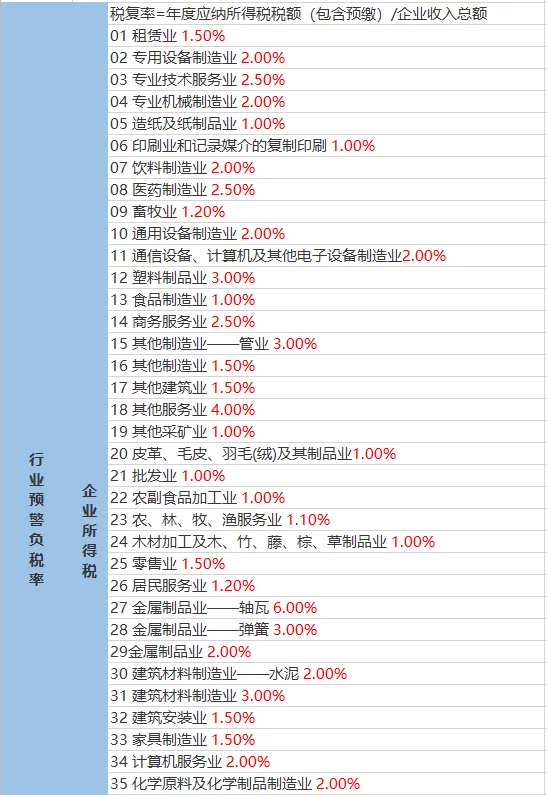 税复率=年度应纳所得税税额（包含预缴）/企业收入总额
01 租赁业 1.50%
02 专用设备制造业 2.00%
03 专业技术服务业 2.50%
04 专业机械制造业 2.00%
05 造纸及纸制品业 1.00%
06 印刷业和记录媒介的复制印刷 1.00%
07 饮料制造业 2.00%
08 医药制造业 2.50%
09 畜牧业 1.20%
10 通用设备制造业 2.00%
11 通信设备、计算机及其他电子设备制造业2.00%
12 塑料制品业 3.00%
13 食品制造业 1.00%
14 商务服务业 2.50%
15 其他制造业——管业 3.00%
16 其他制造业 1.50%
17 其他建筑业 1.50%
18 其他服务业 4.00%
19 其他采矿业 1.00%
20 皮革、毛皮、羽毛(绒)及其制品业1.00%
21 批发业 1.00%
22 农副食品加工业 1.00%
23 农、林、牧、渔服务业 1.10%
24 木材加工及木、竹、藤、棕、草制品业 1.00%
25 零售业 1.50%
26 居民服务业 1.20%
27 金属制品业——轴瓦 6.00%
28 金属制品业——弹簧 3.00%
29金属制品业 2.00%
30 建筑材料制造业——水泥 2.00%
31 建筑材料制造业 3.00%
32 建筑安装业 1.50%
33 家具制造业 1.50%
34 计算机服务业 2.00%
35 化学原料及化学制品制造业 2.00%
行业预警负税率
企业所得税